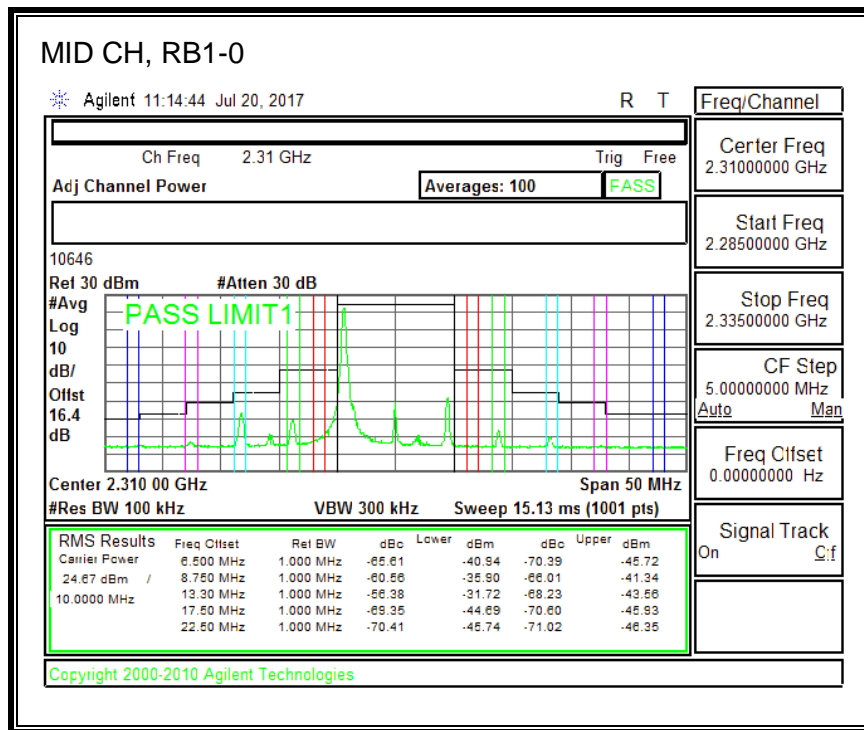 MID CH, RB1-0
Agilent 11:14:44 Jul 20, 2017 R T
Freq/Channel
Ch Freq 2.31 GHz Trig Free
Adj Channel Power Averages: 100 PASS
10646
Ref 30 dBm #Atten 30 dB
#Avg
Log
10
dB/
Offst
16.4
dB
PASS LIMIT1
Center 2.310 00 GHz Span 50 MHz
#Res BW 100 kHz VBW 300 kHz Sweep 15.13 ms (1001 pts)
RMS Results Freq Offset Ref BW dBc Lower dBm dBc Upper dBm
Carrier Power 6.500 MHz 1.000 MHz -65.61 -40.94 -70.39 -45.72
24.67 dBm / 8.750 MHz 1.000 MHz -60.56 -35.90 -66.01 -41.34
10.0000 MHz 13.30 MHz 1.000 MHz -56.38 -31.72 -68.23 -43.56
17.50 MHz 1.000 MHz -69.35 -44.69 -70.60 -45.93
22.50 MHz 1.000 MHz -70.41 -45.74 -71.02 -46.35
Copyright 2000-2010 Agilent Technologies
Center Freq
2.31000000 GHz
Start Freq
2.28500000 GHz
Stop Freq
2.33500000 GHz
CF Step
5.00000000 MHz
Auto Man
Freq Offset
0.00000000 Hz
Signal Track
On Off